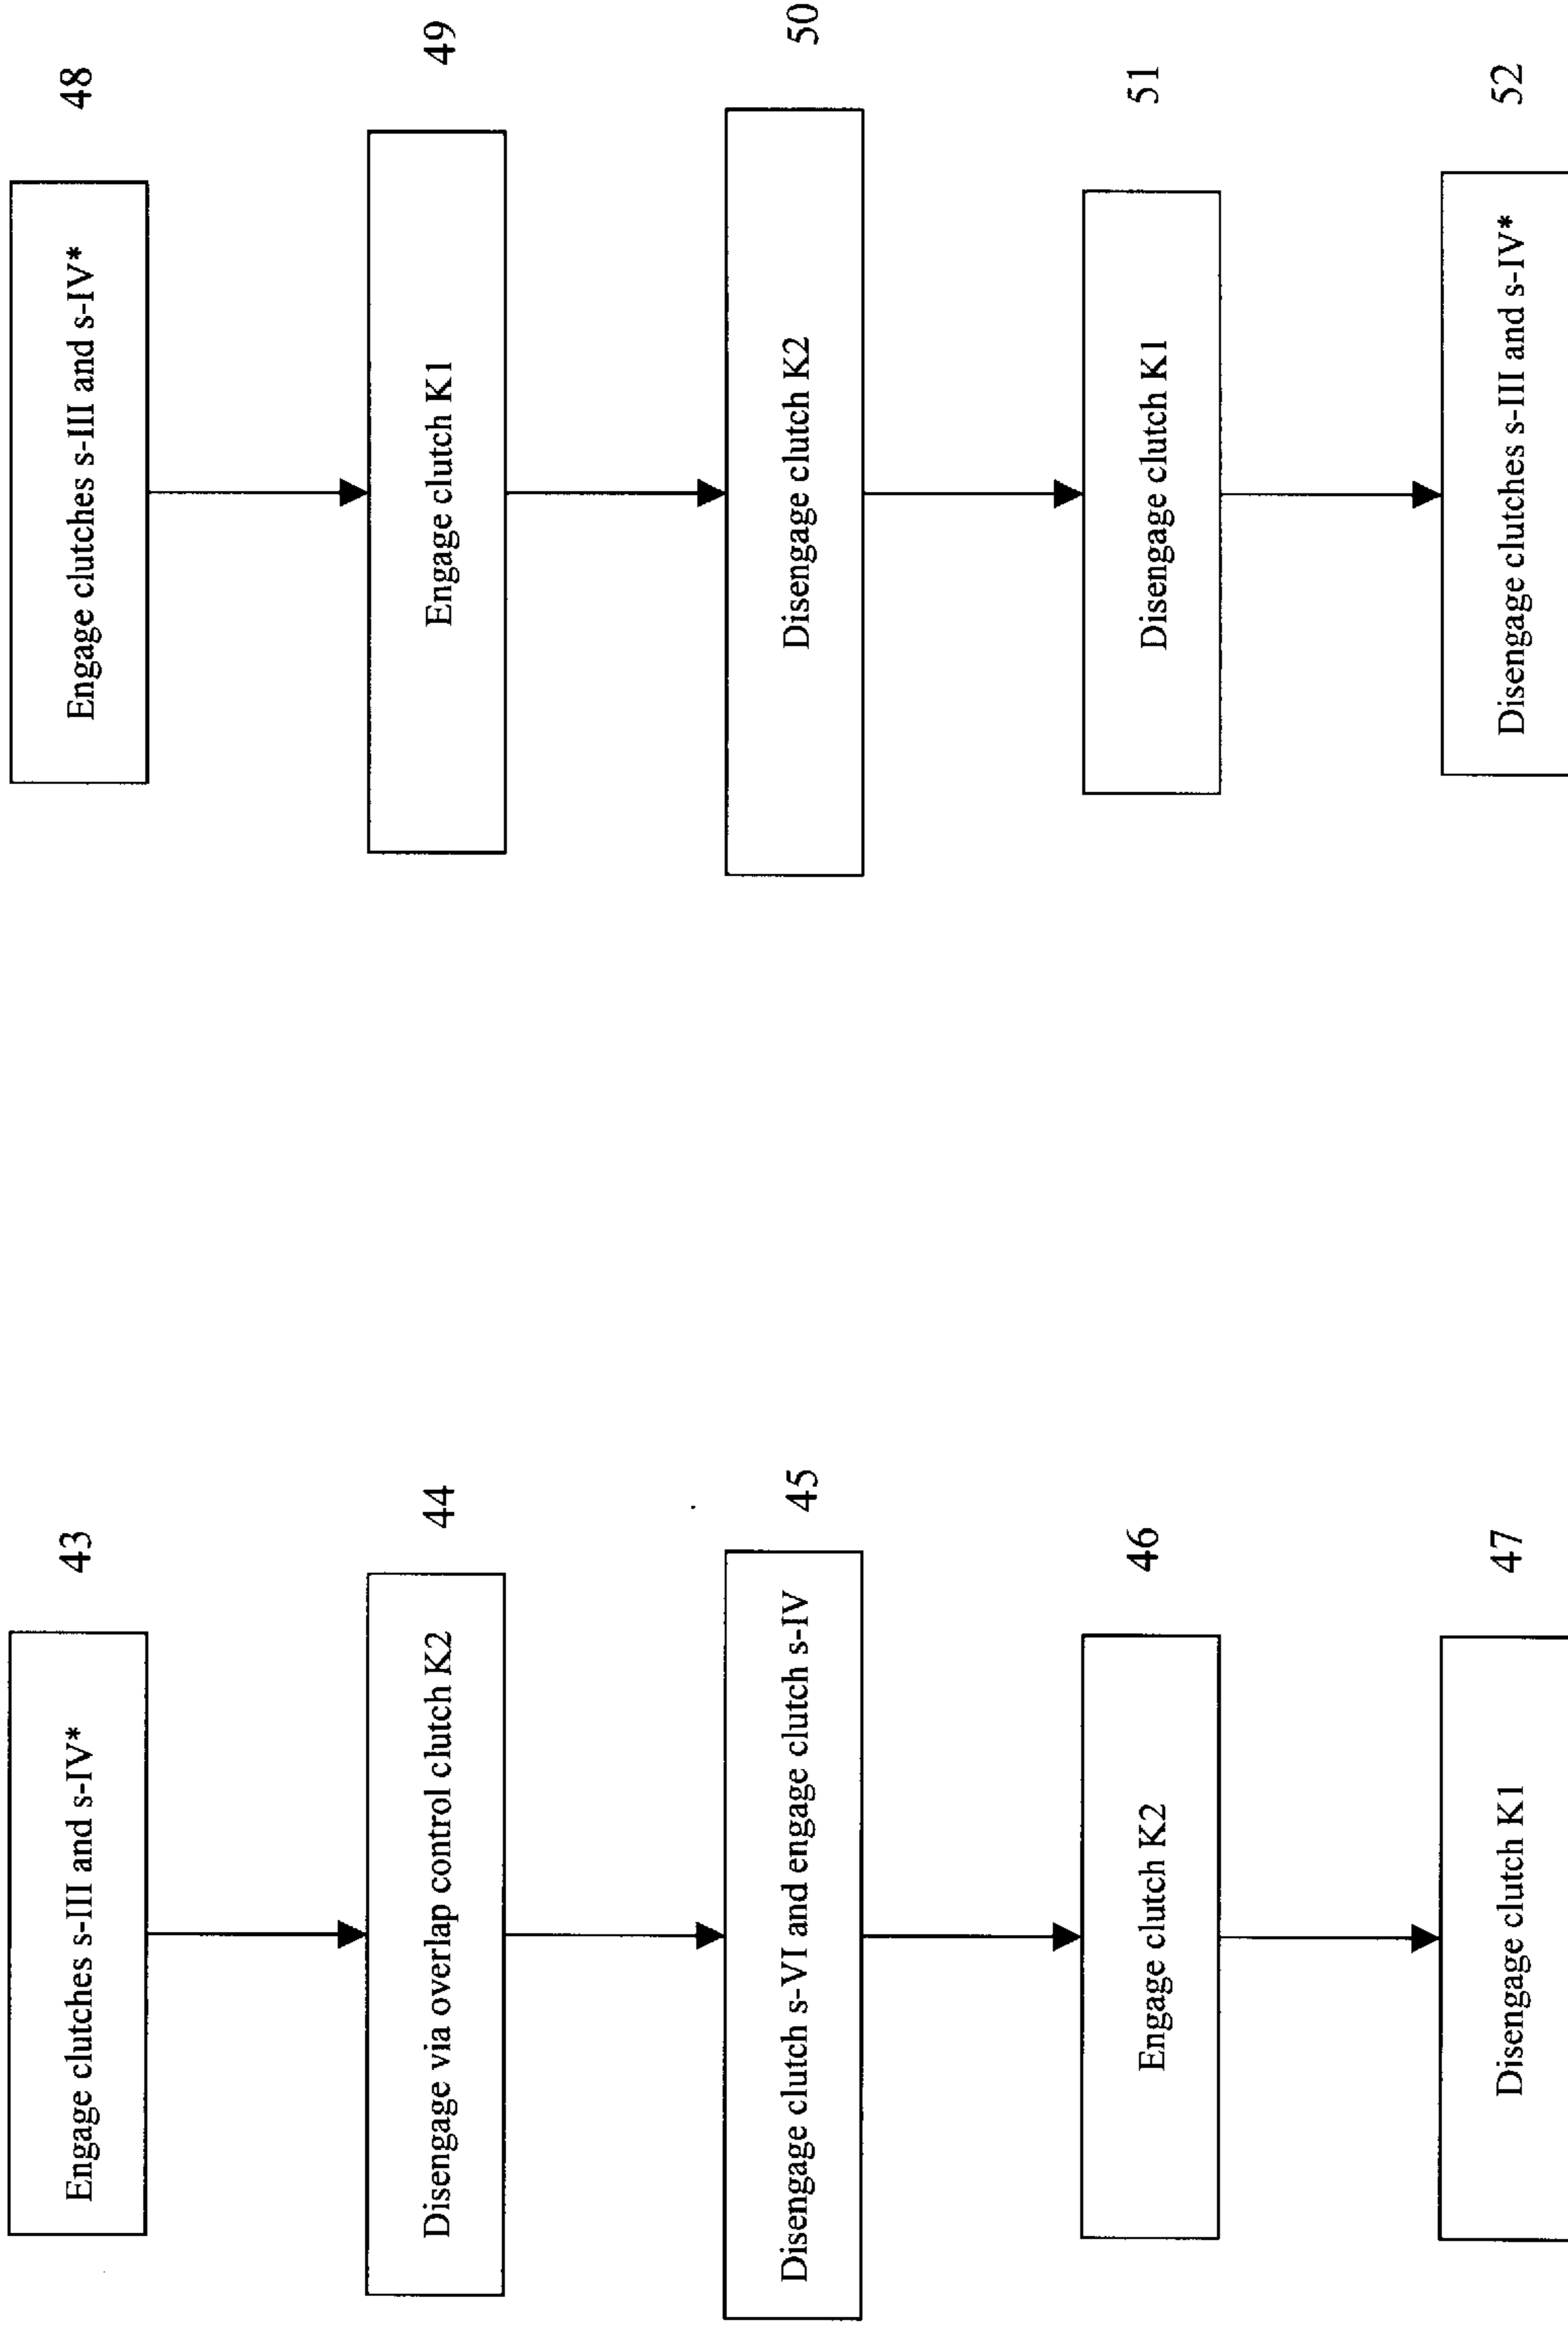 43
Engage clutches s-III and s-IV*
44
Disengage via overlap control clutch K2
45
Disengage clutch s-VI and engage clutch s-IV
46
Engage clutch K2
47
Disengage clutch K1
48
Engage clutches s-III and s-IV*
49
Engage clutch K1
50
Disengage clutch K2
51
Disengage clutch K1
52
Disengage clutches s-III and s-IV*